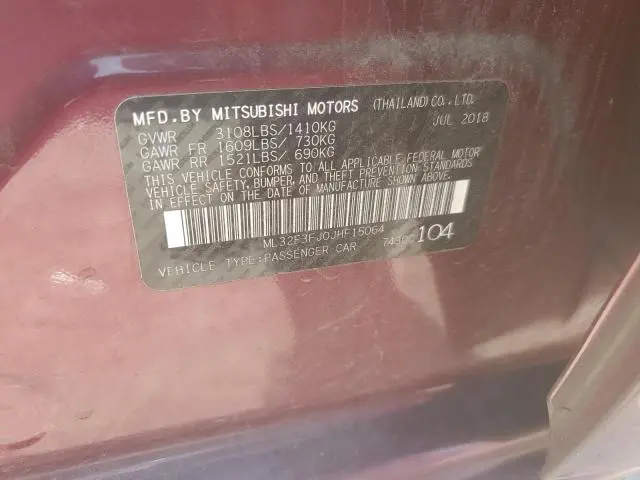 MFD.BY MITSUBISHI MOTORS (THAILAND)CO.,LTD.
GVWR 3108LBS/1410KG JUL 2018
GAWR FR 1609LBS/ 730KG
GAWR RR 1521LBS/ 690KG
THIS VEHICLE CONFORMS TO ALL APPLICABLE FEDERAL MOTOR
VEHICLE SAFETY, BUMPER, AND THEFT PREVENTION STANDARDS
IN EFFECT ON THE DATE OF MANUFACTURE SHOWN ABOVE.
ML32F3FJ0JHF15064
VEHICLE TYPE:PASSENGER CAR 104